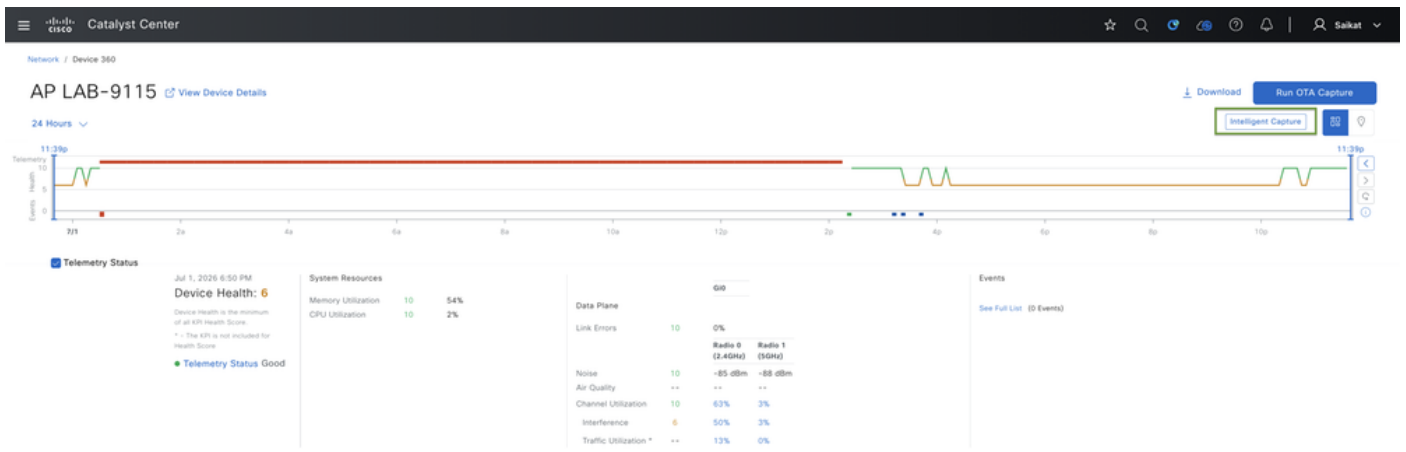 cisco Catalyst Center Saikat
Network / Device 360
AP LAB-9115 View Device Details
Download Run OTA Capture
24 Hours
Intelligent Capture
11:39p 11:39p
Telemetry
10
Health
5
Events
0
7/1 2a 4a 6a 8a 10a 12p 2p 4p 6p 8p 10p
Telemetry Status
Jul 1, 2026 6:50 PM
Device Health: 6
Device Health is the minimum
of all KPI Health Score.
* - The KPI is not included for
Health Score
Telemetry Status Good
System Resources
Memory Utilization 10 54%
CPU Utilization 10 2%
Gi0
Data Plane
Link Errors 10 0%
Radio 0 Radio 1
(2.4GHz) (5GHz)
Noise 10 -85 dBm -88 dBm
Air Quality -- -- --
Channel Utilization 10 63% 3%
Interference 6 50% 3%
Traffic Utilization * -- 13% 0%
Events
See Full List (0 Events)